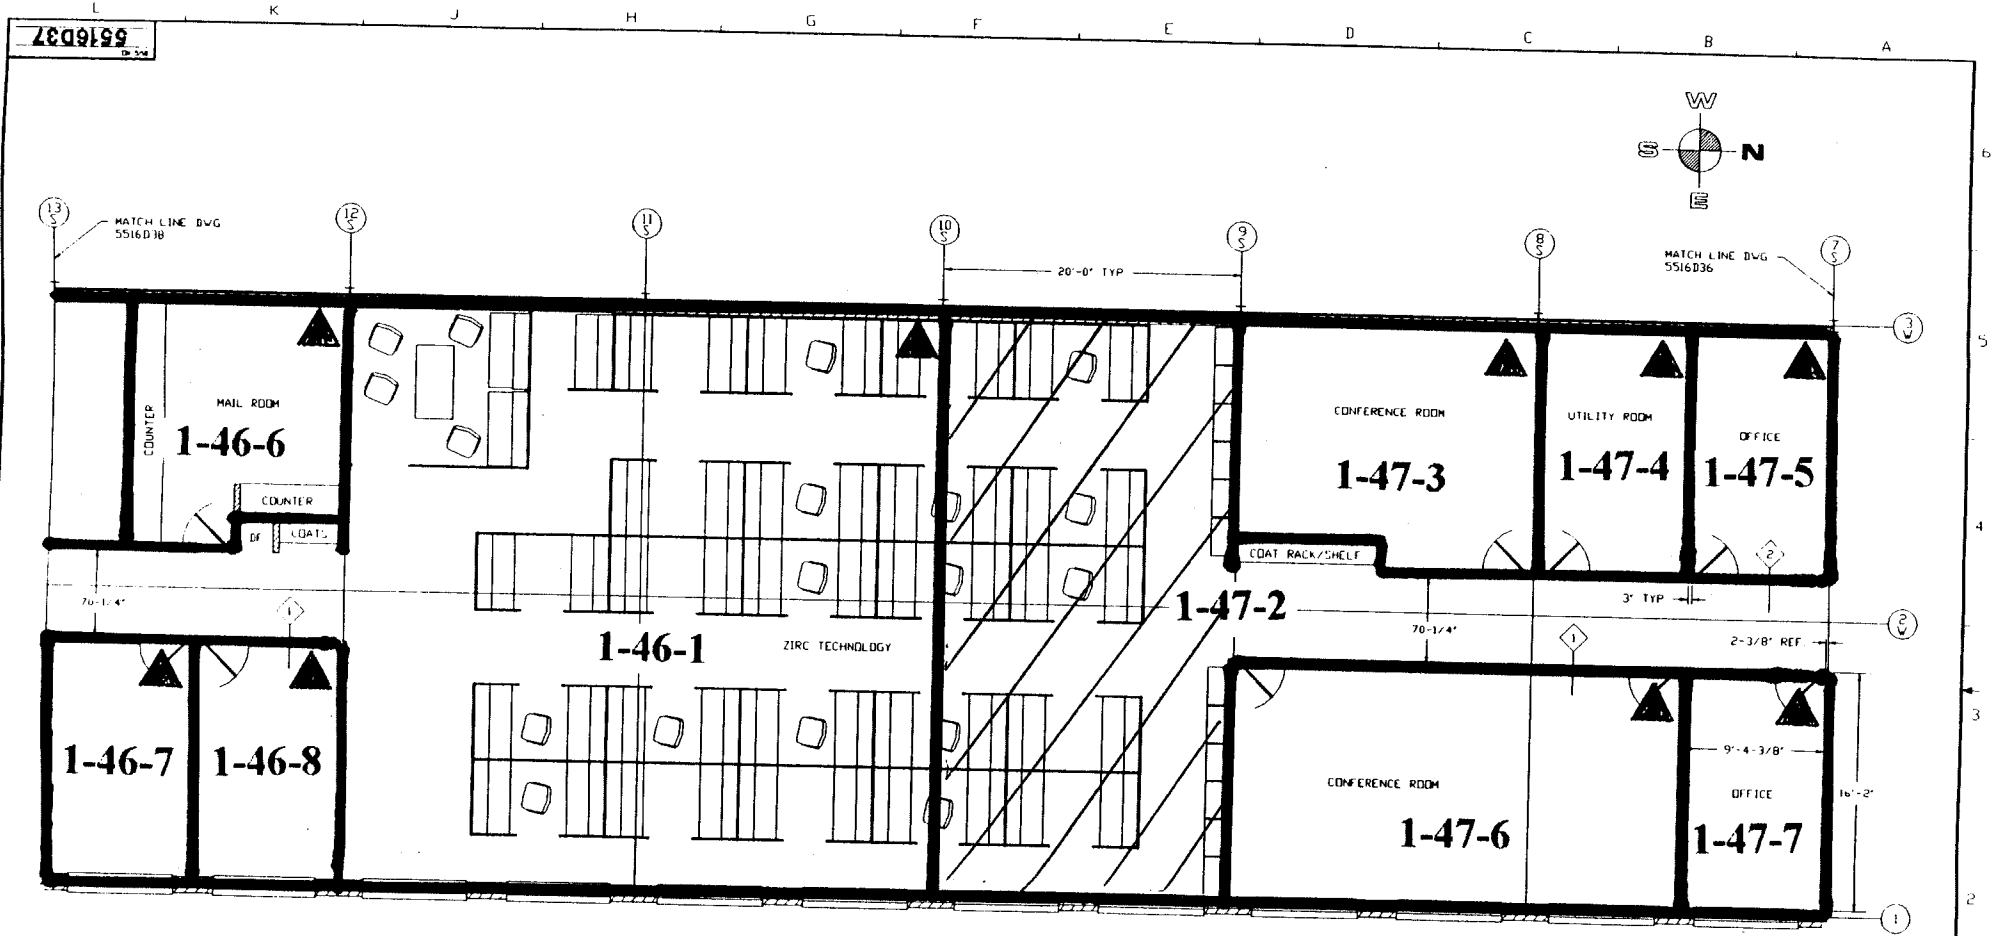 L K J H G F E D C B A
5516D37
DWG NO
W
S N
E
6
13 S
12 S
11 S
10 S
9 S
8 S
7 S
MATCH LINE DWG
5516D38
MATCH LINE DWG
5516D36
20'-0" TYP
3 W
5
MAIL ROOM
COUNTER
1-46-6
COUNTER
DF
COATS
CONFERENCE ROOM
1-47-3
UTILITY ROOM
1-47-4
OFFICE
1-47-5
4
COAT RACK/SHELF
2
70-1/4"
1
1-46-1
ZIRC TECHNOLOGY
1-47-2
3" TYP
70-1/4"
1
2-3/8" REF.
2 W
3
1-46-7
1-46-8
9'-4-3/8"
CONFERENCE ROOM
1-47-6
OFFICE
1-47-7
16'-2"
2
1